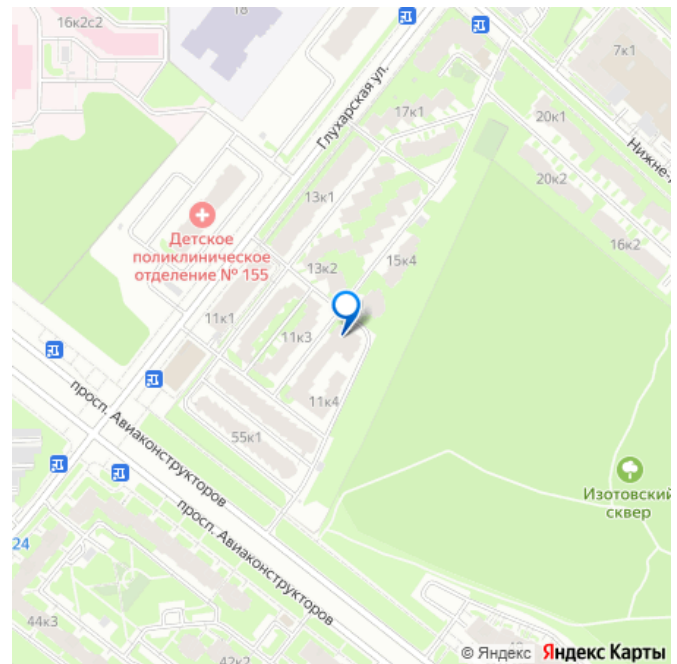 16к2с2
18
7к1
Глухарская ул.
17к1
20к1
Нижне-
20к2
13к1
16к2
Детское
поликлиническое
отделение № 155
13к2
15к4
11к1
11к3
11к4
просп. Авиаконструкторов
55к1
Изотовский
сквер
просп. Авиаконструкторов
24
44к3
42к2
© Яндекс Яндекс Карты